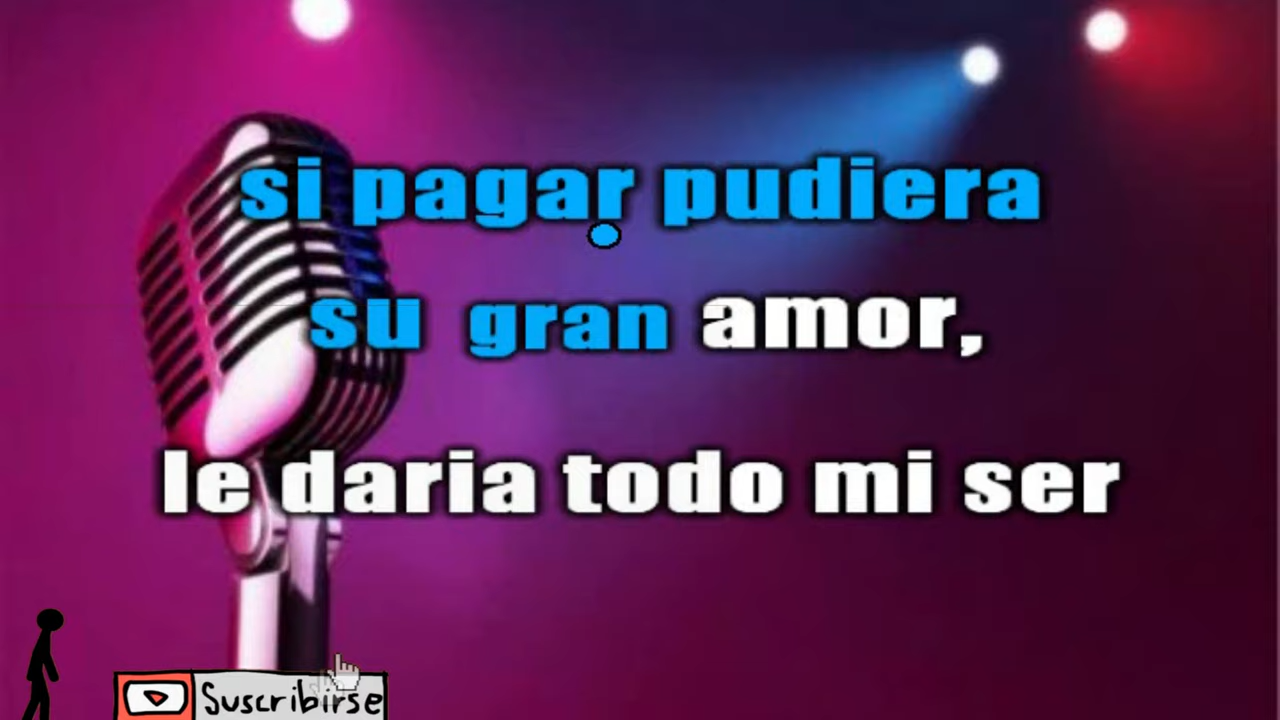 si pagar pudiera
su gran amor,
le daria todo mi ser
Suscribirse